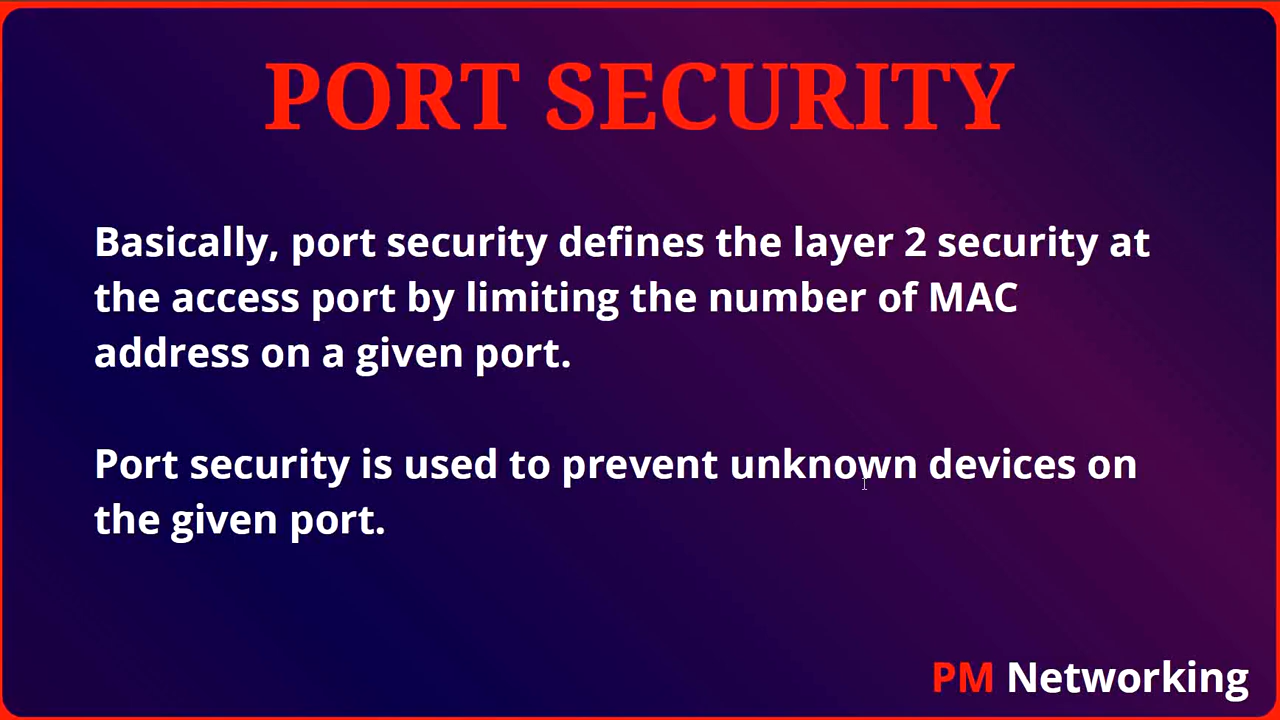 PORT SECURITY
Basically, port security defines the layer 2 security at
the access port by limiting the number of MAC
address on a given port.
Port security is used to prevent unknown devices on
the given port.
PM Networking